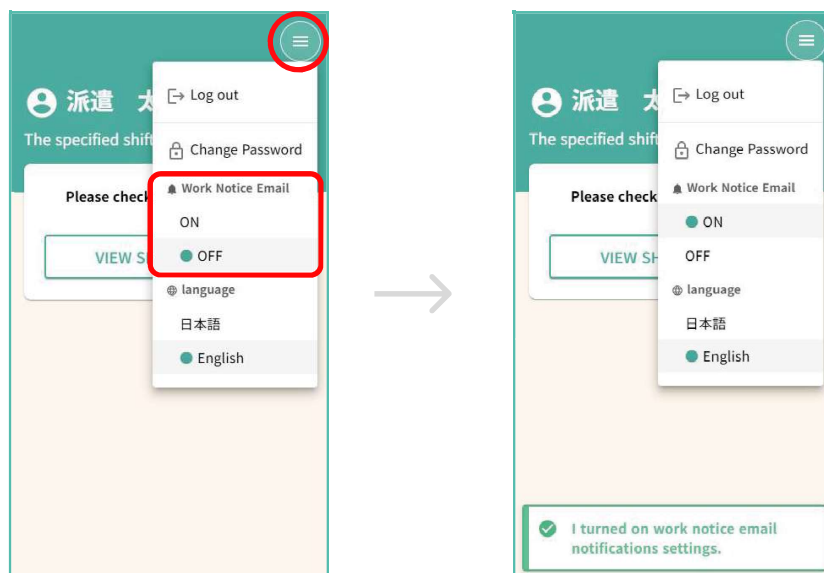 Log out
派遣 太
The specified shift
Change Password
Please check
Work Notice Email
ON
VIEW S
OFF
language
日本語
English
Log out
派遣 太
The specified shift
Change Password
Please check
Work Notice Email
ON
VIEW SH
OFF
language
日本語
English
I turned on work notice email
notifications settings.